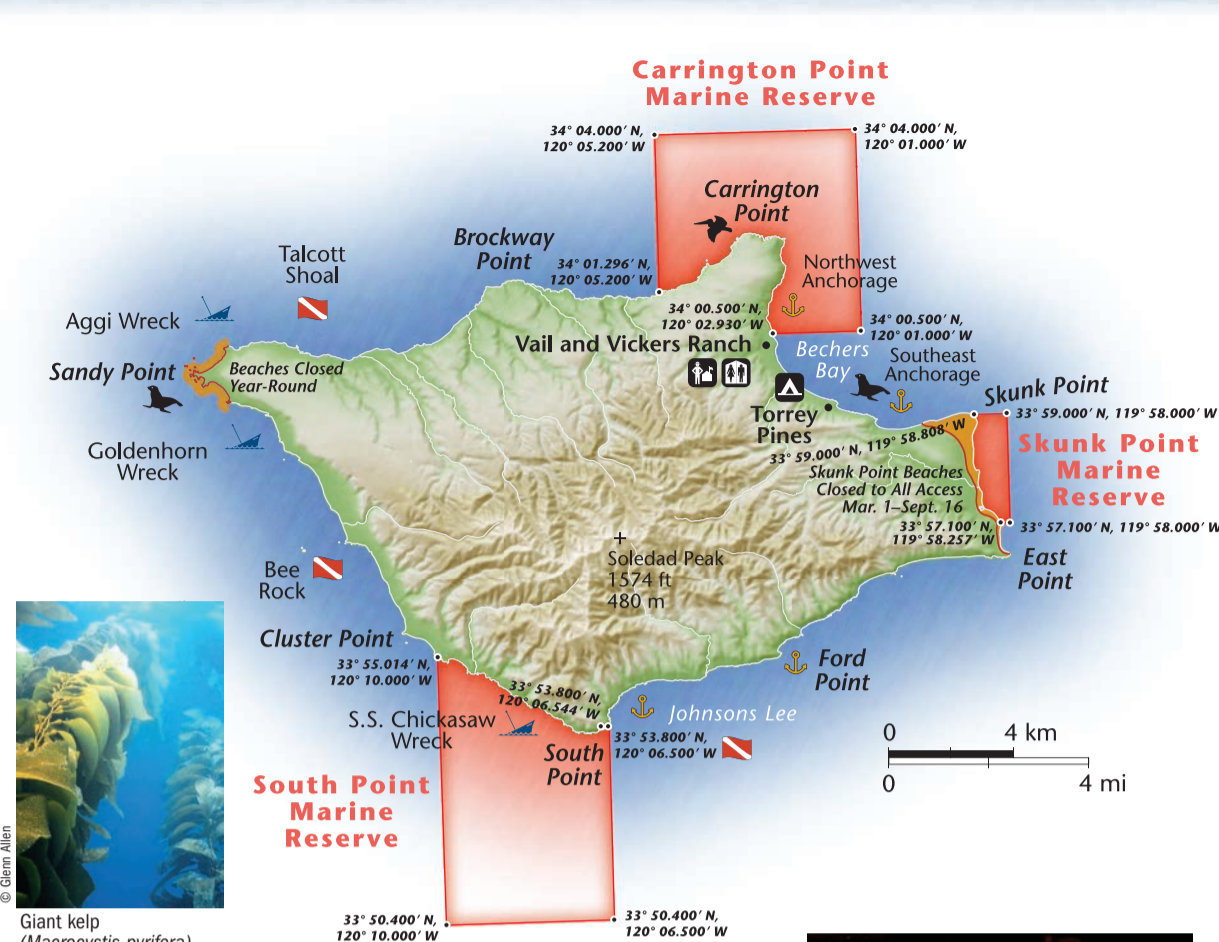 Carrington Point
Marine Reserve
34° 04.000′ N,
120° 05.200′ W
34° 04.000′ N,
120° 01.000′ W
Carrington
Point
Brockway
Point
34° 01.296′ N,
120° 05.200′ W
Talcott
Shoal
Northwest
Anchorage
Aggi Wreck
34° 00.500′ N,
120° 02.930′ W
34° 00.500′ N,
120° 01.000′ W
Vail and Vickers Ranch
Bechers
Bay
Southeast
Anchorage
Sandy Point
Beaches Closed
Year-Round
Skunk Point
33° 59.000′ N, 119° 58.000′ W
Torrey
Pines
33° 59.000′ N, 119° 58.808′ W
Skunk Point
Marine
Reserve
Goldenhorn
Wreck
Skunk Point Beaches
Closed to All Access
Mar. 1–Sept. 16
33° 57.100′ N,
119° 58.257′ W
33° 57.100′ N, 119° 58.000′ W
East
Point
Soledad Peak
1574 ft
480 m
Bee
Rock
Cluster Point
33° 55.014′ N,
120° 10.000′ W
33° 53.800′ N,
120° 06.544′ W
Ford
Point
S.S. Chickasaw
Wreck
Johnsons Lee
33° 53.800′ N,
120° 06.500′ W
South
Point
0 4 km
0 4 mi
South Point
Marine
Reserve
33° 50.400′ N,
120° 10.000′ W
33° 50.400′ N,
120° 06.500′ W
© Glenn Allen
Giant kelp
(Macrocystis pyrifera)